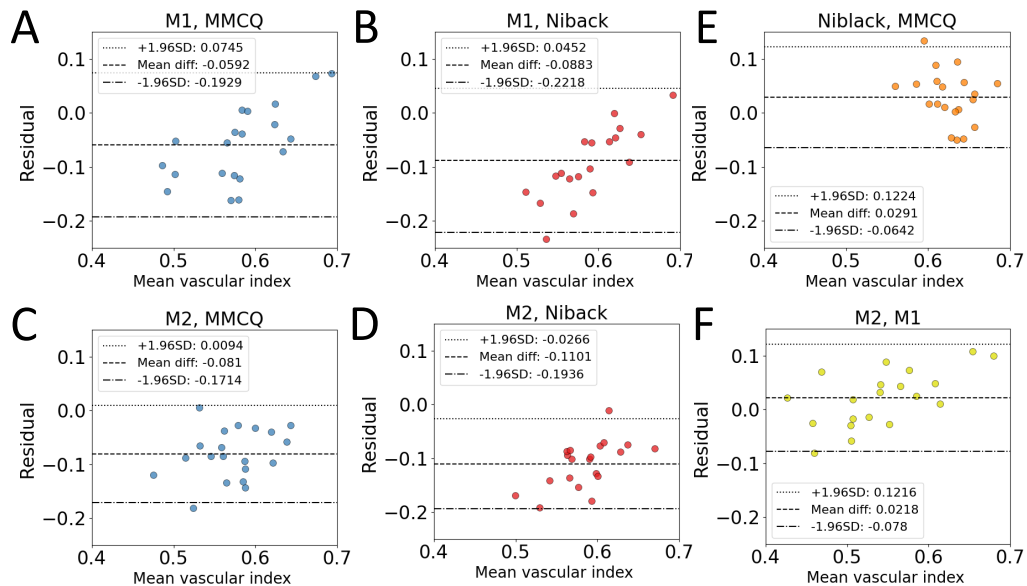 A
M1, MMCQ
+1.96SD: 0.0745
Mean diff: -0.0592
-1.96SD: -0.1929
0.1
0.0
−0.1
−0.2
Residual
0.4 0.5 0.6 0.7
Mean vascular index
B
M1, Niback
+1.96SD: 0.0452
Mean diff: -0.0883
-1.96SD: -0.2218
0.1
0.0
−0.1
−0.2
Residual
0.4 0.5 0.6 0.7
Mean vascular index
E
Niblack, MMCQ
0.1
0.0
−0.1
−0.2
Residual
+1.96SD: 0.1224
Mean diff: 0.0291
-1.96SD: -0.0642
0.4 0.5 0.6 0.7
Mean vascular index
C
M2, MMCQ
+1.96SD: 0.0094
Mean diff: -0.081
-1.96SD: -0.1714
0.1
0.0
−0.1
−0.2
Residual
0.4 0.5 0.6 0.7
Mean vascular index
D
M2, Niback
+1.96SD: -0.0266
Mean diff: -0.1101
-1.96SD: -0.1936
0.1
0.0
−0.1
−0.2
Residual
0.4 0.5 0.6 0.7
Mean vascular index
F
M2, M1
0.1
0.0
−0.1
−0.2
Residual
+1.96SD: 0.1216
Mean diff: 0.0218
-1.96SD: -0.078
0.4 0.5 0.6 0.7
Mean vascular index